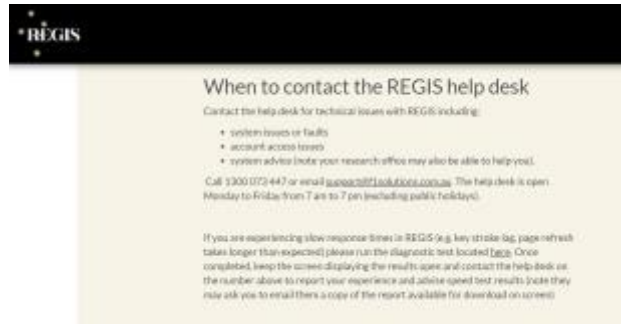 REGIS
When to contact the REGIS help desk
Contact the help desk for technical issues with REGIS including:
• system issues or faults
• account access issues
• system advice (note your research office may also be able to help you).
Call 1300 073 447 or email support@f1solutions.com.au. The help desk is open
Monday to Friday from 7 am to 7 pm (excluding public holidays).
If you are experiencing slow response times in REGIS (e.g. key stroke lag, page refresh
takes longer than expected) please run the diagnostic test located here. Once
completed, keep the screen displaying the results open and contact the help desk on
the number above to report your experience and advise speed test results (note they
may ask you to email them a copy of the report available for download on screen)